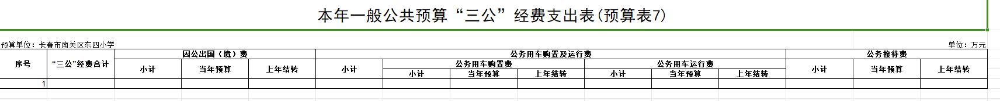 本年一般公共预算“三公”经费支出表(预算表7)
预算单位：长春市南关区东四小学 单位：万元
序号 “三公”经费合计 因公出国（境）费 公务用车购置及运行费 公务接待费
小计 当年预算 上年结转 小计 公务用车购置费 公务用车运行费 小计 当年预算 上年结转
小计 当年预算 上年结转 小计 当年预算 上年结转
1